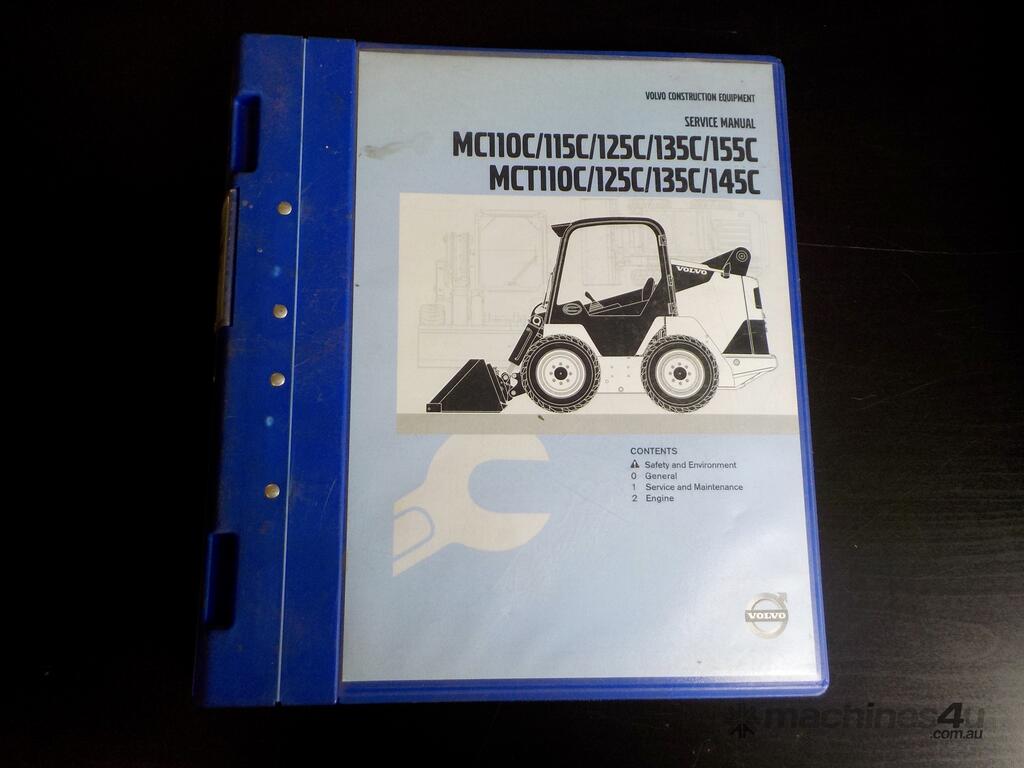 VOLVO CONSTRUCTION EQUIPMENT
SERVICE MANUAL
MC110C/115C/125C/135C/155C
MCT110C/125C/135C/145C
VOLVO
CONTENTS
Safety and Environment
0 General
1 Service and Maintenance
2 Engine
VOLVO
machines4u
.com.au